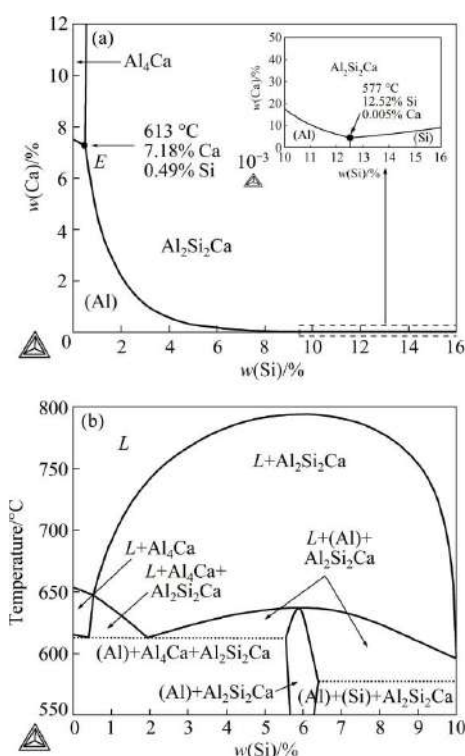 (a)
Al₄Ca
613 °C
7.18% Ca
0.49% Si
E
Al₂Si₂Ca
(Al)
w(Ca)/%
12
10
8
6
4
2
0
2
4
6
8
10
12
14
16
w(Si)/%
w(Ca)/%
50
40
30
20
10
0
Al₂Si₂Ca
577 °C
12.52% Si
0.005% Ca
(Al)
(Si)
10 11 12 13 14 15 16
w(Si)/%
10⁻³
(b)
L
L+Al₂Si₂Ca
L+Al₄Ca
L+Al₄Ca+
Al₂Si₂Ca
L+(Al)+
Al₂Si₂Ca
(Al)+Al₄Ca+Al₂Si₂Ca
(Al)+Al₂Si₂Ca
(Al)+(Si)+Al₂Si₂Ca
Temperature/°C
800
750
700
650
600
550
0 1 2 3 4 5 6 7 8 9 10
w(Si)/%